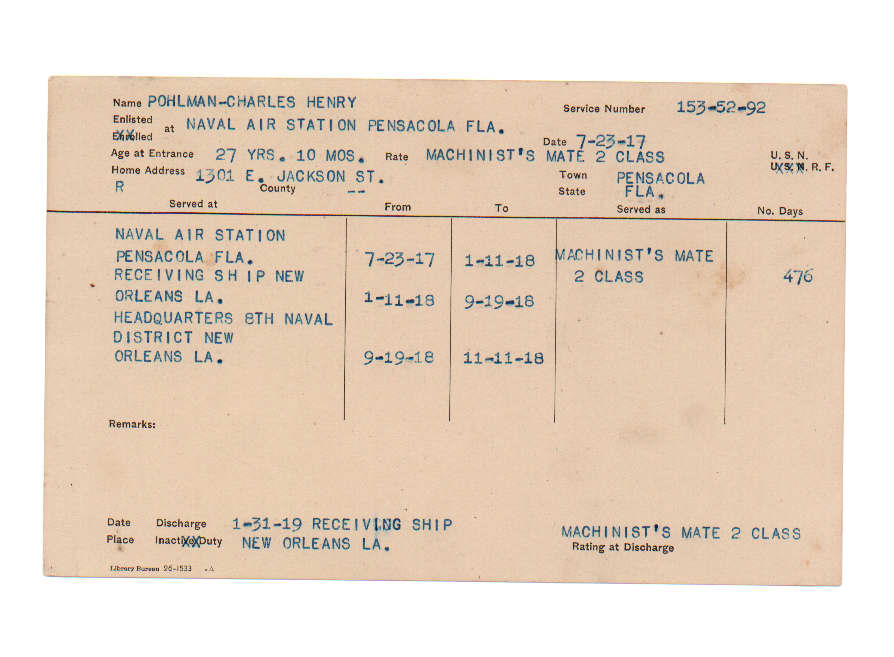 Name POHLMAN-CHARLES HENRY Service Number 153-52-92
Enlisted
Enrolled at NAVAL AIR STATION PENSACOLA FLA. Date 7-23-17
Age at Entrance 27 YRS. 10 MOS. Rate MACHINIST'S MATE 2 CLASS U. S. N.
U. S. N. R. F.
Home Address 1301 E. JACKSON ST. Town PENSACOLA
R County -- State FLA.
Served at From To Served as No. Days
NAVAL AIR STATION
PENSACOLA FLA. 7-23-17 1-11-18 MACHINIST'S MATE
RECEIVING SHIP NEW 2 CLASS 476
ORLEANS LA. 1-11-18 9-19-18
HEADQUARTERS 8TH NAVAL
DISTRICT NEW
ORLEANS LA. 9-19-18 11-11-18
Remarks:
Date Discharge 1-31-19 RECEIVING SHIP
Place Inactive Duty NEW ORLEANS LA. MACHINIST'S MATE 2 CLASS
Rating at Discharge
Library Bureau 26-1533 .A